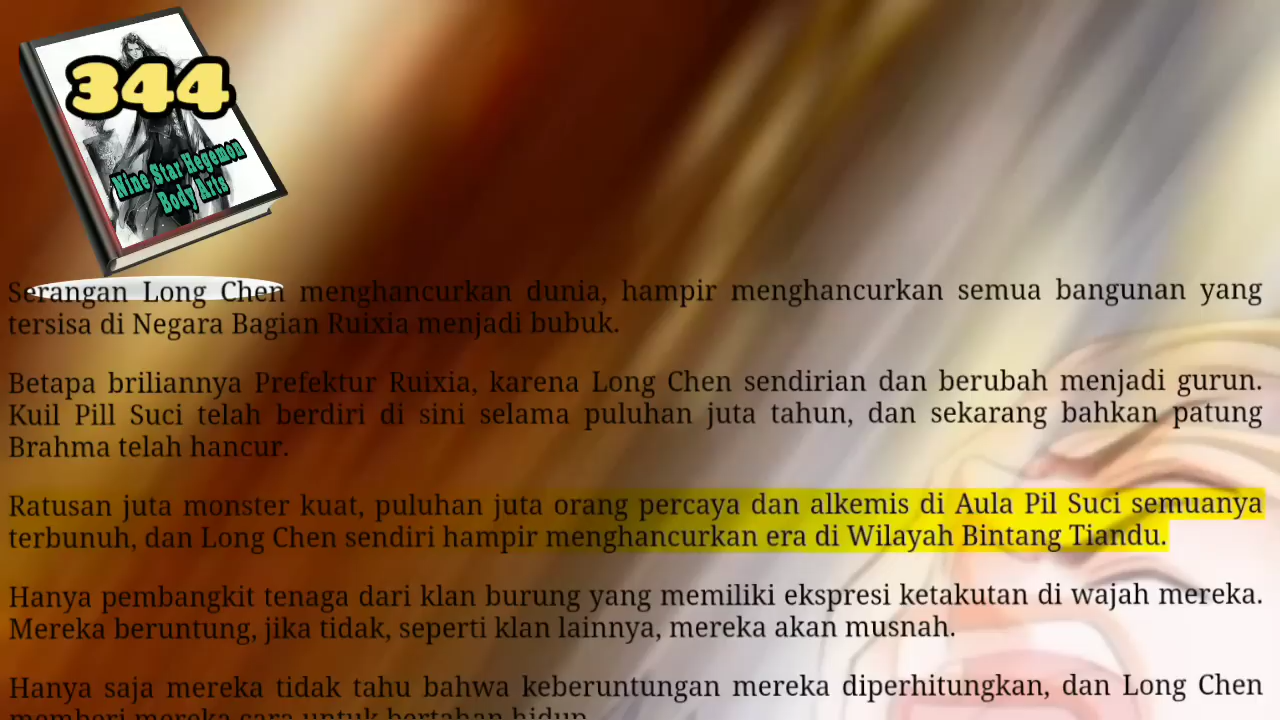 344
Nine Star Hegemon
Body Arts
Serangan Long Chen menghancurkan dunia, hampir menghancurkan semua bangunan yang
tersisa di Negara Bagian Ruixia menjadi bubuk.
Betapa briliannya Prefektur Ruixia, karena Long Chen sendirian dan berubah menjadi gurun.
Kuil Pill Suci telah berdiri di sini selama puluhan juta tahun, dan sekarang bahkan patung
Brahma telah hancur.
Ratusan juta monster kuat, puluhan juta orang percaya dan alkemis di Aula Pil Suci semuanya
terbunuh, dan Long Chen sendiri hampir menghancurkan era di Wilayah Bintang Tiandu.
Hanya pembangkit tenaga dari klan burung yang memiliki ekspresi ketakutan di wajah mereka.
Mereka beruntung, jika tidak, seperti klan lainnya, mereka akan musnah.
Hanya saja mereka tidak tahu bahwa keberuntungan mereka diperhitungkan, dan Long Chen
memberi mereka cara untuk bertahan hidup.